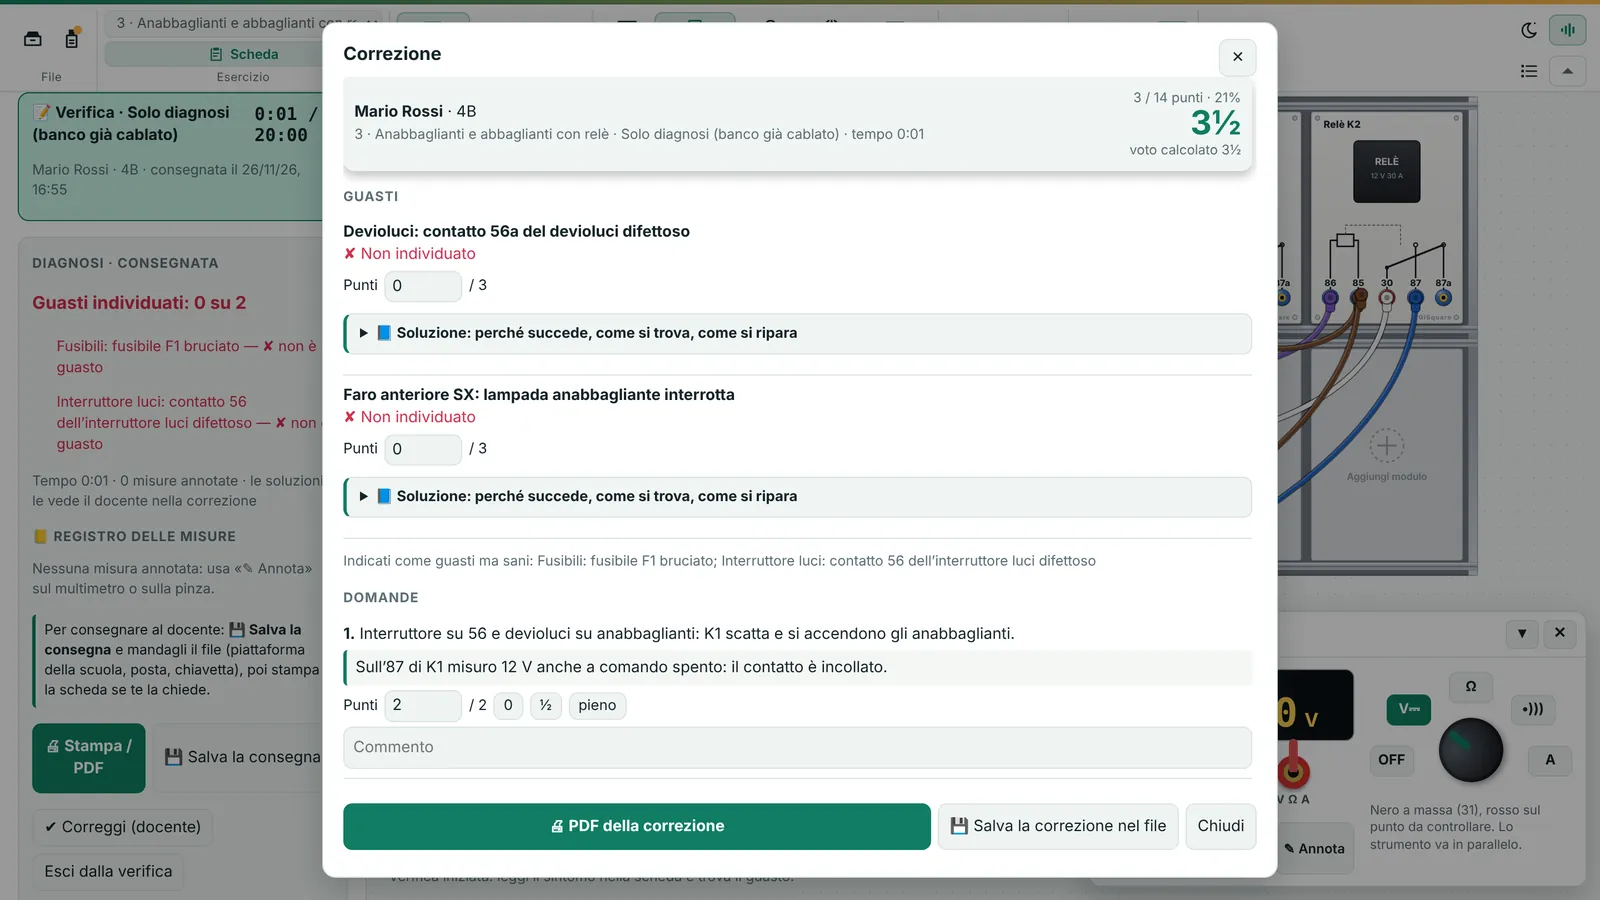 3 · Anabbaglianti e abbaglianti con
Scheda
File
Esercizio
📝 Verifica · Solo diagnosi
(banco già cablato)
0:01 /
20:00
Mario Rossi · 4B · consegnata il 26/11/26,
16:55
DIAGNOSI · CONSEGNATA
Guasti individuati: 0 su 2
Fusibili: fusibile F1 bruciato — ✘ non è
guasto
Interruttore luci: contatto 56
dell’interruttore luci difettoso — ✘ non
guasto
Tempo 0:01 · 0 misure annotate · le soluzioni
le vede il docente nella correzione
📒 REGISTRO DELLE MISURE
Nessuna misura annotata: usa «✎ Annota»
sul multimetro o sulla pinza.
Per consegnare al docente: 💾 Salva la
consegna e mandagli il file (piattaforma
della scuola, posta, chiavetta), poi stampa
la scheda se te la chiede.
🖨 Stampa /
PDF
💾 Salva la consegna
✔ Correggi (docente)
Esci dalla verifica
Correzione
✕
Mario Rossi · 4B
3 · Anabbaglianti e abbaglianti con relè · Solo diagnosi (banco già cablato) · tempo 0:01
3 / 14 punti · 21%
3½
voto calcolato 3½
GUASTI
Devioluci: contatto 56a del devioluci difettoso
✘ Non individuato
Punti 0 / 3
▶ 📘 Soluzione: perché succede, come si trova, come si ripara
Faro anteriore SX: lampada anabbagliante interrotta
✘ Non individuato
Punti 0 / 3
▶ 📘 Soluzione: perché succede, come si trova, come si ripara
Indicati come guasti ma sani: Fusibili: fusibile F1 bruciato; Interruttore luci: contatto 56 dell’interruttore luci difettoso
DOMANDE
1. Interruttore su 56 e devioluci su anabbaglianti: K1 scatta e si accendono gli anabbaglianti.
Sull’87 di K1 misuro 12 V anche a comando spento: il contatto è incollato.
Punti 2 / 2 0 ½ pieno
Commento
🖨 PDF della correzione
💾 Salva la correzione nel file
Chiudi
Relè K2
RELÈ
12 V 30 A
7a 86 85 30 87 87a
Aggiungi modulo
▼ ✕
0 V
V Ω A
Ω
V⎓
•)))
OFF
A
Nero a massa (31), rosso sul
punto da controllare. Lo
strumento va in parallelo.
✎ Annota